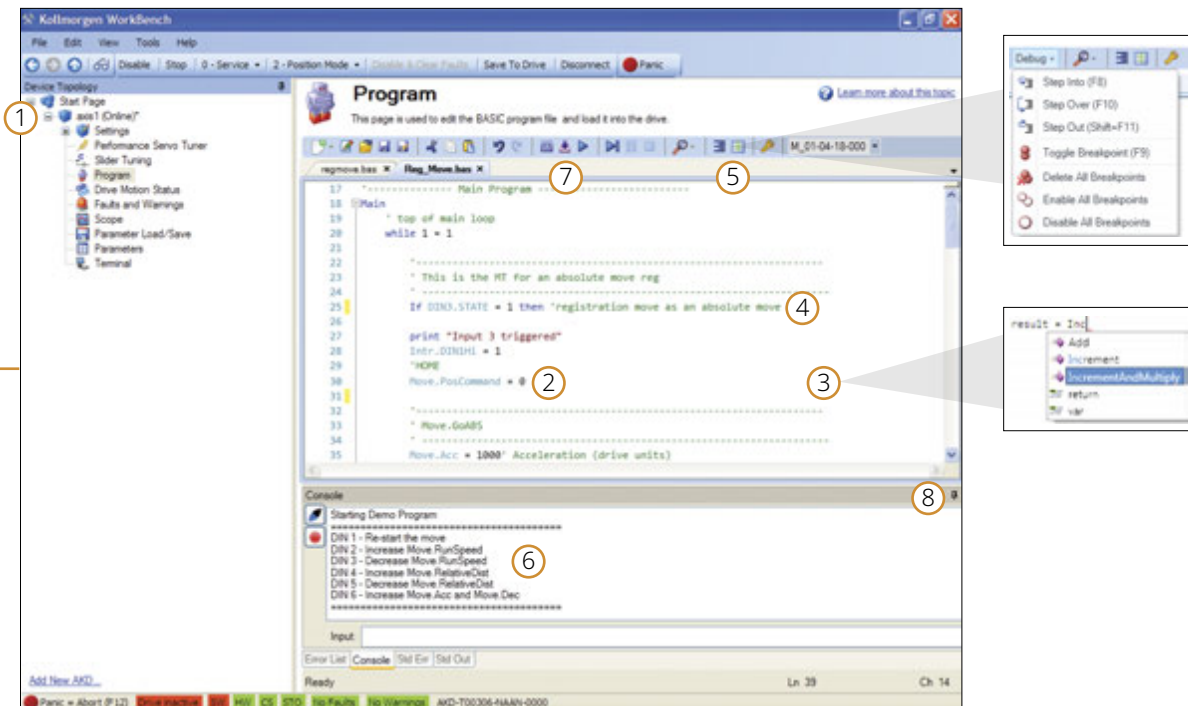 Kollmorgen WorkBench
File Edit View Tools Help
Disable Stop 0 - Service 2 - Position Mode Disable & Clear Faults Save To Drive Disconnect Panic
Device Topology
Start Page
1
axis1 (Online)*
Settings
Performance Servo Tuner
Slider Tuning
Program
Drive Motion Status
Faults and Warnings
Scope
Parameter Load/Save
Parameters
Terminal
Add New AKD...
Program
Learn more about this topic
This page is used to edit the BASIC program file and load it into the drive.
M_01-04-18-000
regmove.bas Reg_Move.bas
7
5
17 '-------------- Main Program ------------------------
18 Main
19 ' top of main loop
20 while 1 = 1
21
22 '-----------------------------------------------------------------
23 ' This is the MT for an absolute move reg
24 ' -----------------------------------------------------------------
25 If DIN3.STATE = 1 then 'registration move as an absolute move
4
26
27 print "Input 3 triggered"
28 Intr.DIN1Hi = 1
29 'HOME
30 Move.PosCommand = 0
2
3
31
32 '-----------------------------------------------------------------
33 ' Move.GoABS
34 ' -----------------------------------------------------------------
35 Move.Acc = 1000' Acceleration (drive units)
Console
8
Starting Demo Program
==========================================
DIN 1 - Re-start the move
DIN 2 - Increase Move.RunSpeed
DIN 3 - Decrease Move.RunSpeed
DIN 4 - Increase Move.RelativeDist
DIN 5 - Decrease Move.RelativeDist
DIN 6 - Increase Move.Acc and Move.Dec
==========================================
6
Input:
Error List Console Std Err Std Out
Ready Ln 39 Ch 14
Panic = Abort (F12) Drive Inactive SW HW CS STO No Faults No Warnings AKD-T00306-NAAN-0000
Debug
Step Into (F8)
Step Over (F10)
Step Out (Shift+F11)
Toggle Breakpoint (F9)
Delete All Breakpoints
Enable All Breakpoints
Disable All Breakpoints
result = Inc
Add
Increment
IncrementAndMultiply
return
var